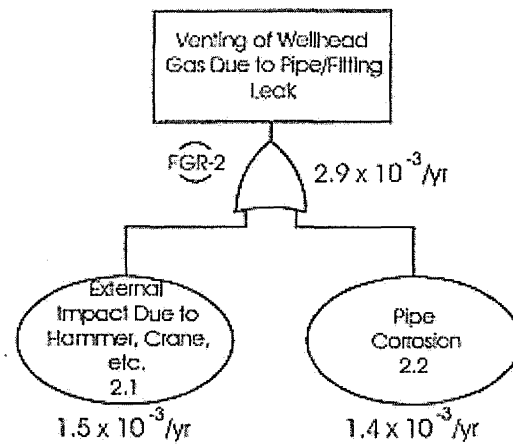 Venting of Wellhead
Gas Due to Pipe/Fitting
Leak
FGR-2
2.9 x 10⁻³/yr
External
Impact Due to
Hammer, Crane,
etc.
2.1
Pipe
Corrosion
2.2
1.5 x 10⁻³/yr
1.4 x 10⁻³/yr